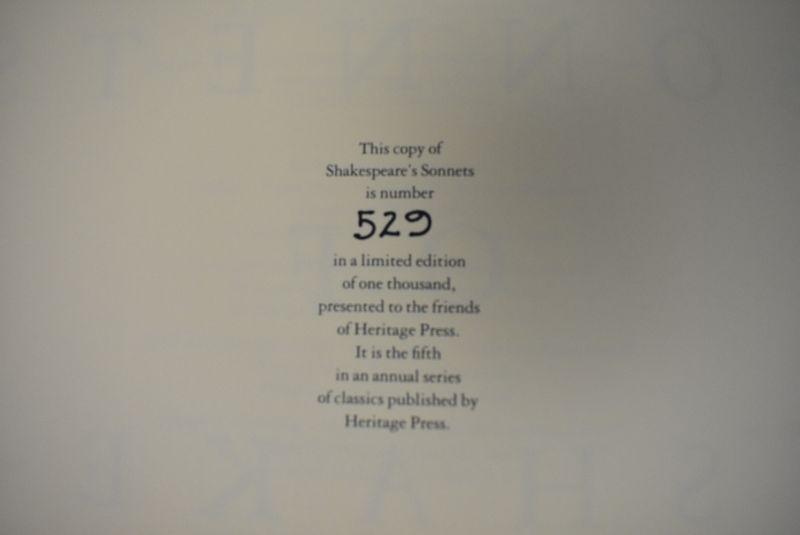 This copy of
Shakespeare's Sonnets
is number
529
in a limited edition
of one thousand,
presented to the friends
of Heritage Press.
It is the fifth
in an annual series
of classics published by
Heritage Press.